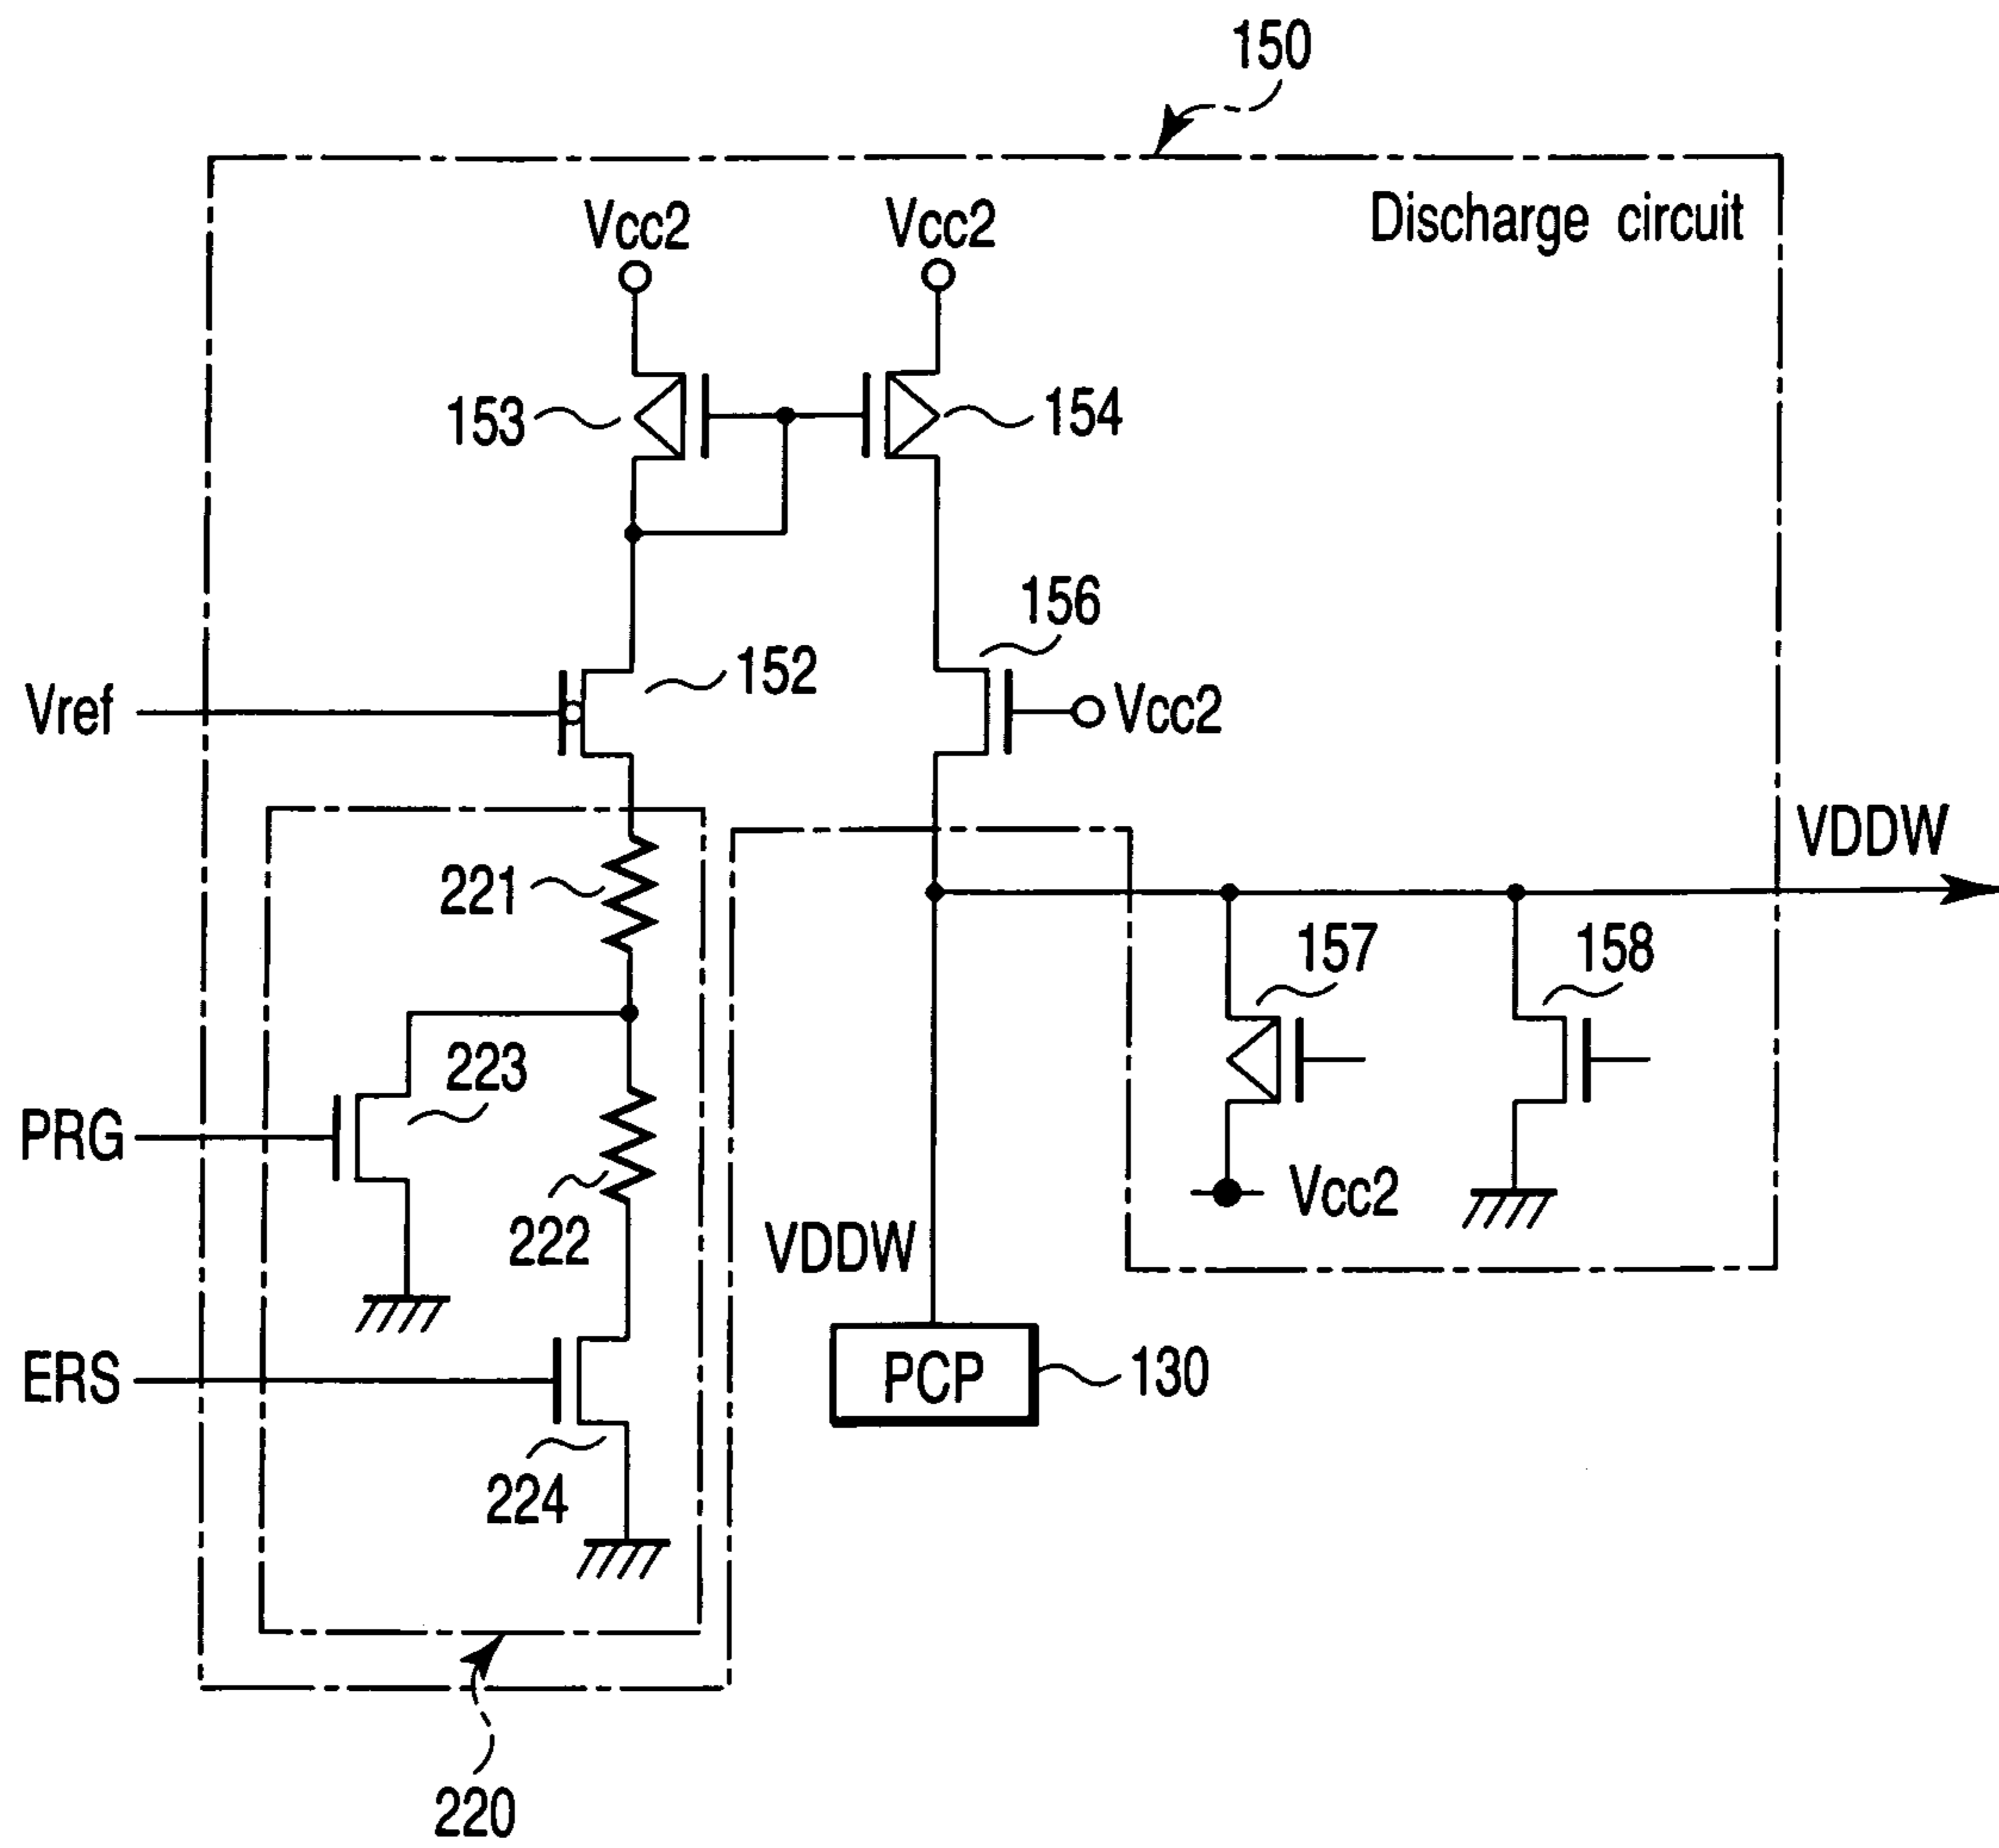 150
Discharge circuit
Vcc2
Vcc2
153
154
156
152
Vref
Vcc2
VDDW
221
157
158
223
PRG
222
VDDW
Vcc2
ERS
PCP
130
224
220